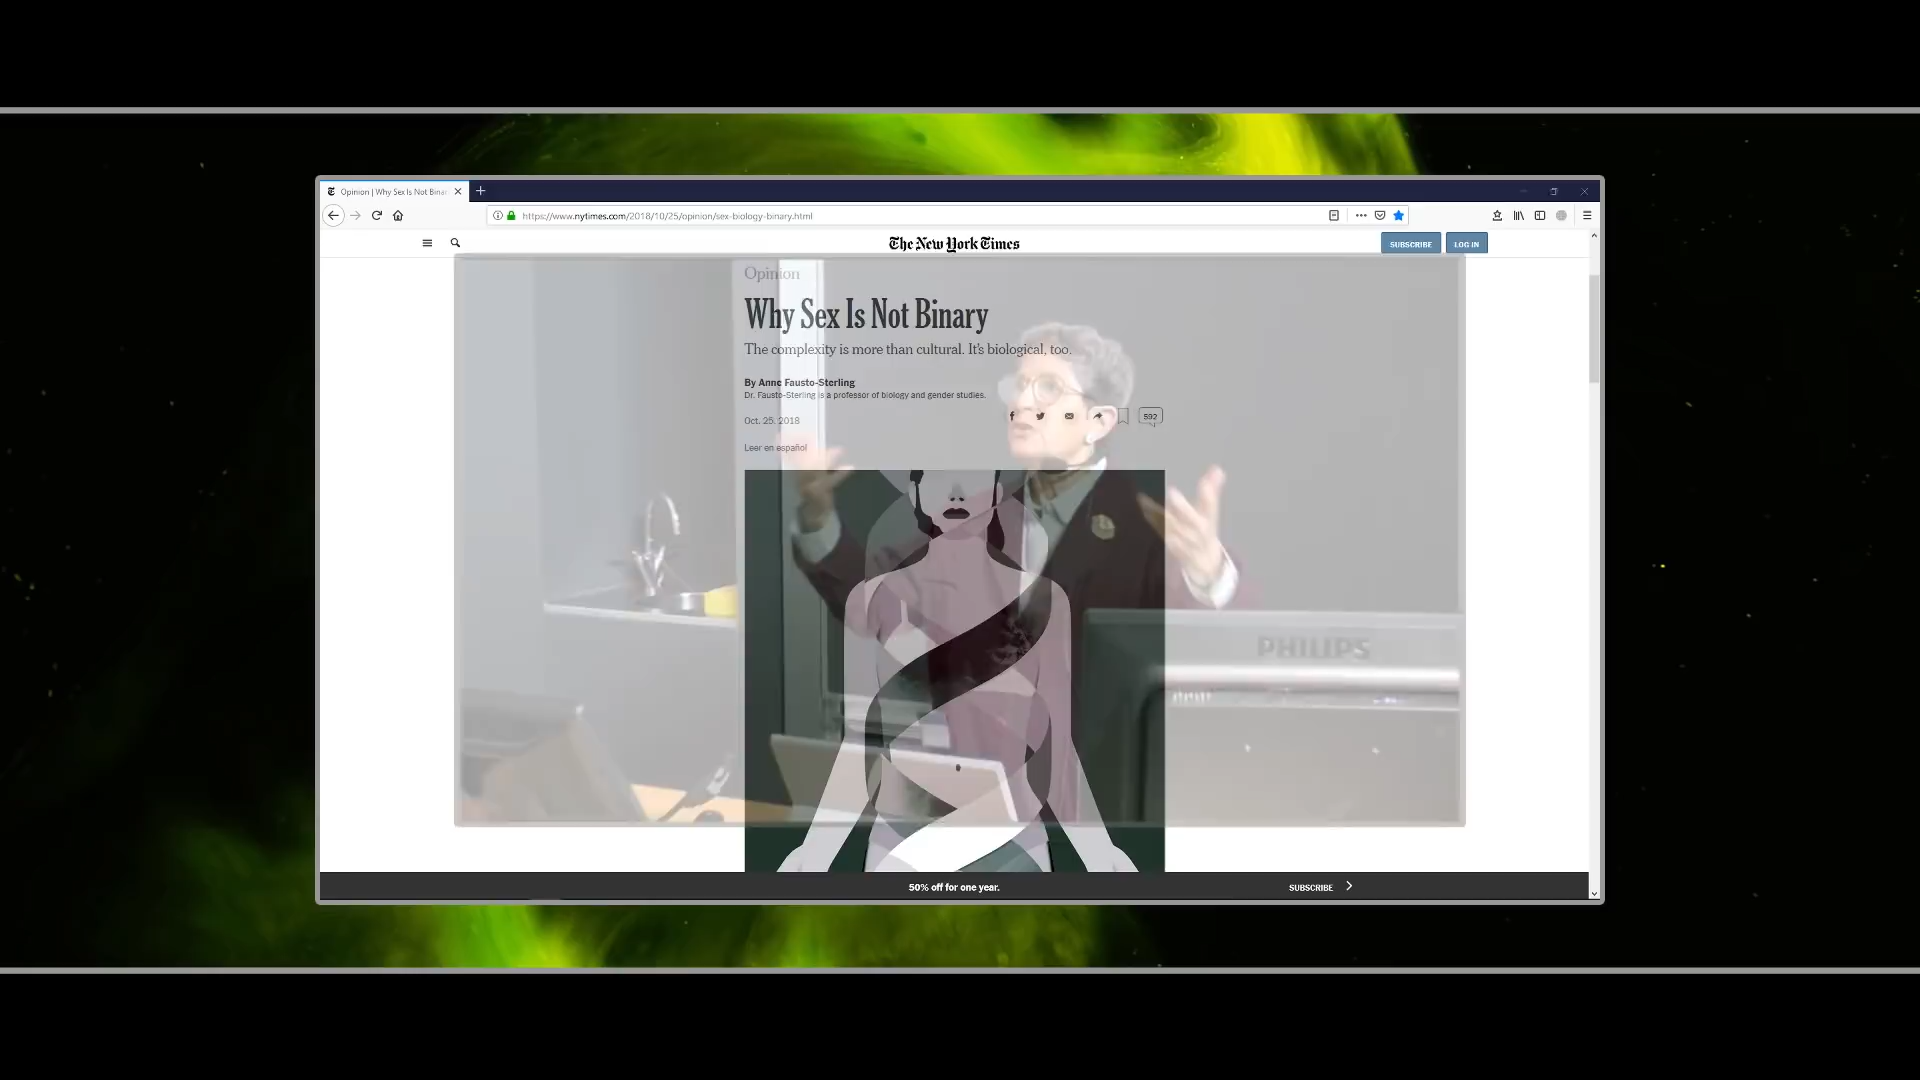 Opinion | Why Sex Is Not Bina
https://www.nytimes.com/2018/10/25/opinion/sex-biology-binary.html
The New York Times
SUBSCRIBE
LOG IN
Opinion
Why Sex Is Not Binary
The complexity is more than cultural. It's biological, too.
By Anne Fausto-Sterling
Dr. Fausto-Sterling is a professor of biology and gender studies.
592
Oct. 25, 2018
Leer en español
PHILIPS
50% off for one year.
SUBSCRIBE